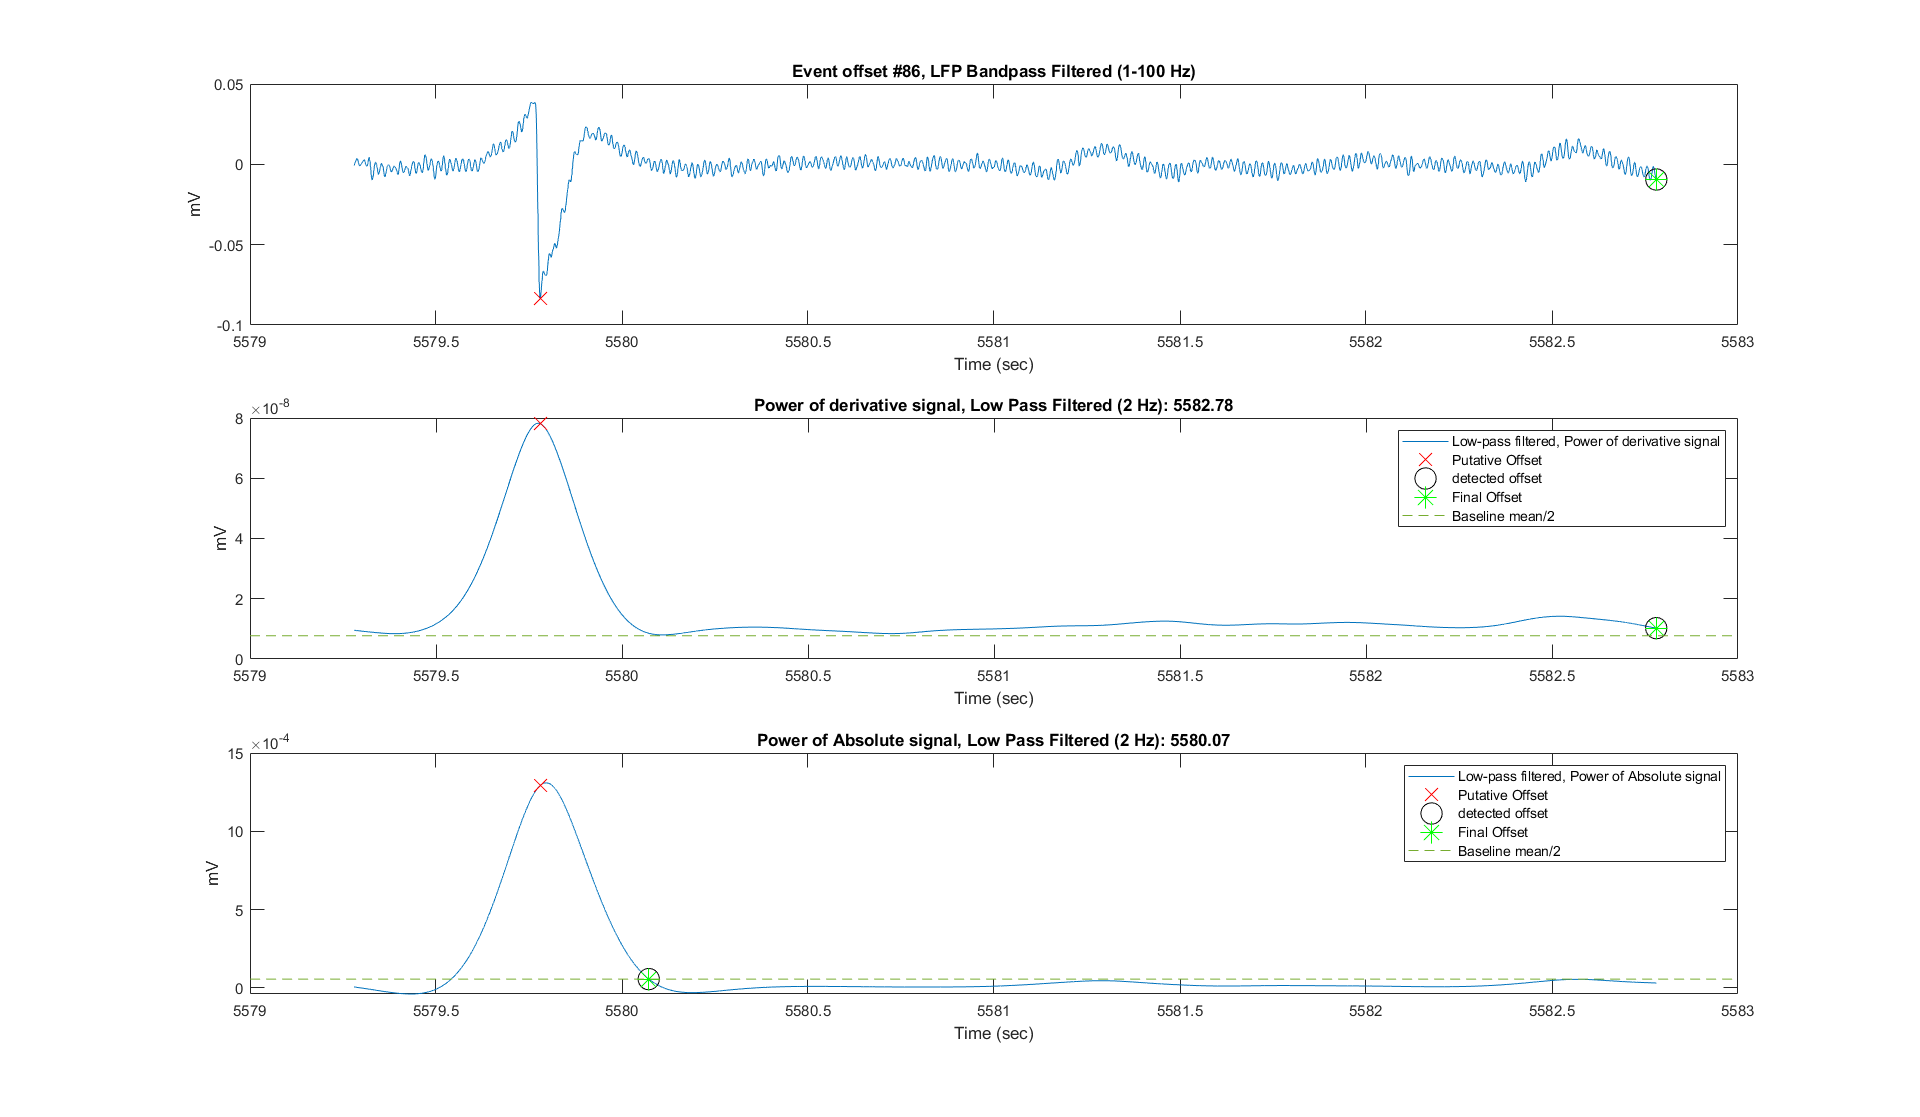 Event offset #86, LFP Bandpass Filtered (1-100 Hz)
0.05
0
-0.05
-0.1
mV
5579 5579.5 5580 5580.5 5581 5581.5 5582 5582.5 5583
Time (sec)
Power of derivative signal, Low Pass Filtered (2 Hz): 5582.78
×10-8
8
6
4
2
0
mV
Low-pass filtered, Power of derivative signal
Putative Offset
detected offset
Final Offset
Baseline mean/2
5579 5579.5 5580 5580.5 5581 5581.5 5582 5582.5 5583
Time (sec)
Power of Absolute signal, Low Pass Filtered (2 Hz): 5580.07
×10-4
15
10
5
0
mV
Low-pass filtered, Power of Absolute signal
Putative Offset
detected offset
Final Offset
Baseline mean/2
5579 5579.5 5580 5580.5 5581 5581.5 5582 5582.5 5583
Time (sec)